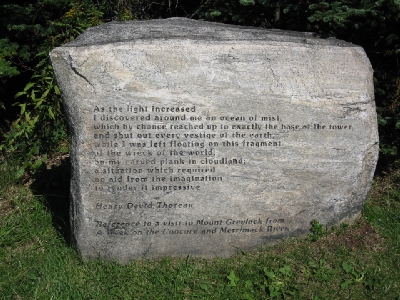 As the light increased
I discovered around me an ocean of mist,
which by chance reached up to exactly the base of the tower,
and shut out every vestige of the earth,
while I was left floating on this fragment
of the wreck of the world,
on my carved plank in cloudland;
a situation which required
no aid from the imagination
to render it impressive.
Henry David Thoreau
Reference to a visit to Mount Greylock from
A Week on the Concord and Merrimack River